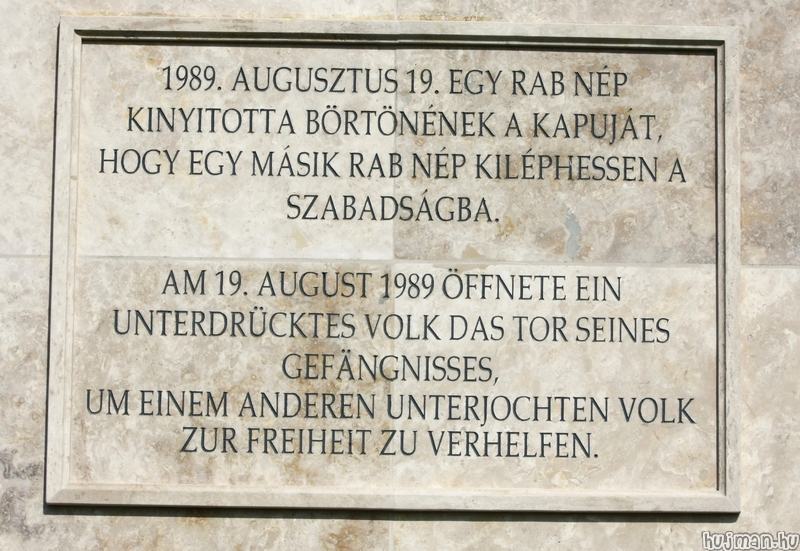 1989. AUGUSZTUS 19. EGY RAB NÉP
KINYITOTTA BÖRTÖNÉNEK A KAPUJÁT,
HOGY EGY MÁSIK RAB NÉP KILÉPHESSEN A
SZABADSÁGBA.
AM 19. AUGUST 1989 ÖFFNETE EIN
UNTERDRÜCKTES VOLK DAS TOR SEINES
GEFÄNGNISSES,
UM EINEM ANDEREN UNTERJOCHTEN VOLK
ZUR FREIHEIT ZU VERHELFEN.
hujman.hu